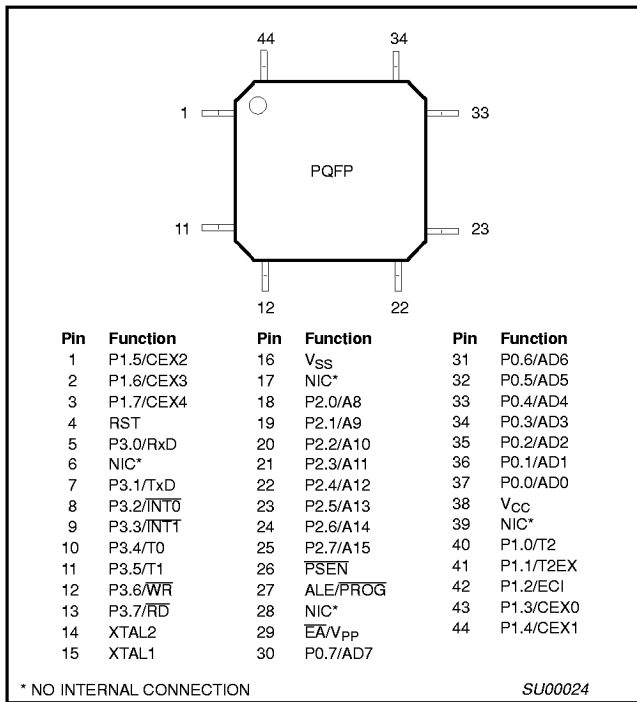 44 34
1 33
PQFP
11 23
12 22
Pin Function Pin Function Pin Function
1 P1.5/CEX2 16 VSS 31 P0.6/AD6
2 P1.6/CEX3 17 NIC* 32 P0.5/AD5
3 P1.7/CEX4 18 P2.0/A8 33 P0.4/AD4
4 RST 19 P2.1/A9 34 P0.3/AD3
5 P3.0/RxD 20 P2.2/A10 35 P0.2/AD2
6 NIC* 21 P2.3/A11 36 P0.1/AD1
7 P3.1/TxD 22 P2.4/A12 37 P0.0/AD0
8 P3.2/INT0 23 P2.5/A13 38 VCC
9 P3.3/INT1 24 P2.6/A14 39 NIC*
10 P3.4/T0 25 P2.7/A15 40 P1.0/T2
11 P3.5/T1 26 PSEN 41 P1.1/T2EX
12 P3.6/WR 27 ALE/PROG 42 P1.2/ECI
13 P3.7/RD 28 NIC* 43 P1.3/CEX0
14 XTAL2 29 EA/VPP 44 P1.4/CEX1
15 XTAL1 30 P0.7/AD7
* NO INTERNAL CONNECTION SU00024